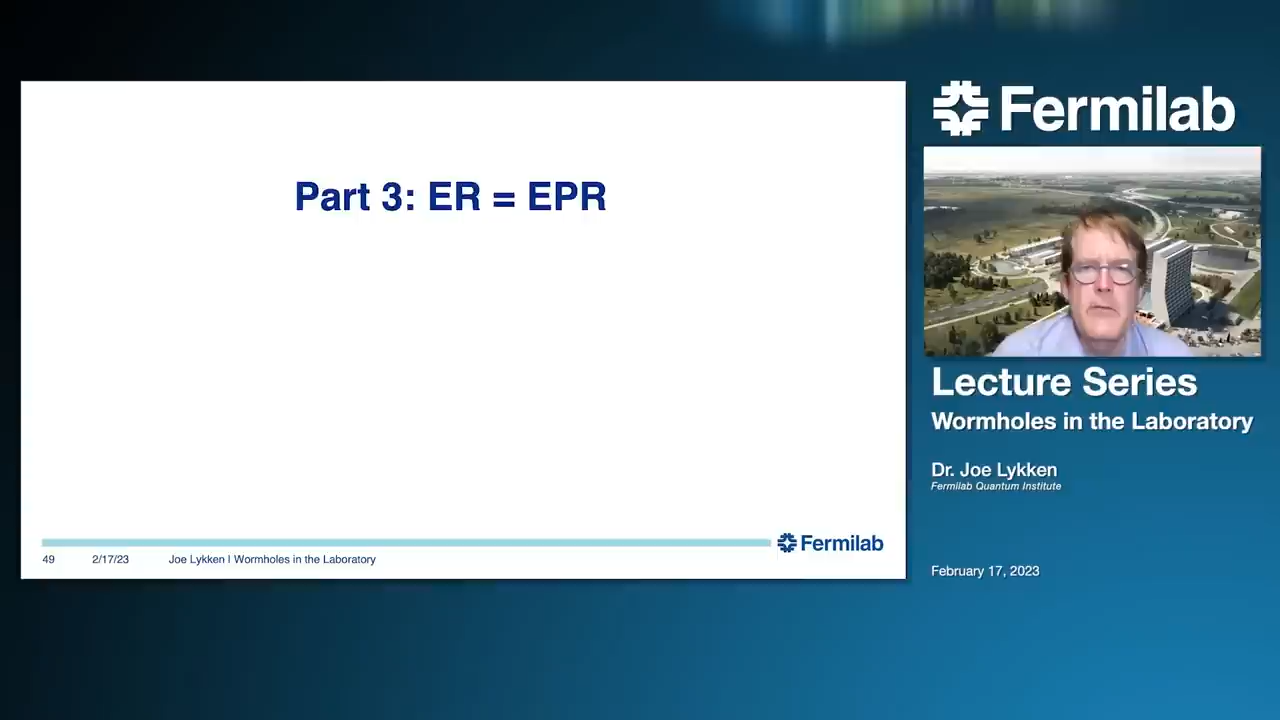 Part 3: ER = EPR
49 2/17/23 Joe Lykken | Wormholes in the Laboratory
Fermilab
Fermilab
Lecture Series
Wormholes in the Laboratory
Dr. Joe Lykken
Fermilab Quantum Institute
February 17, 2023